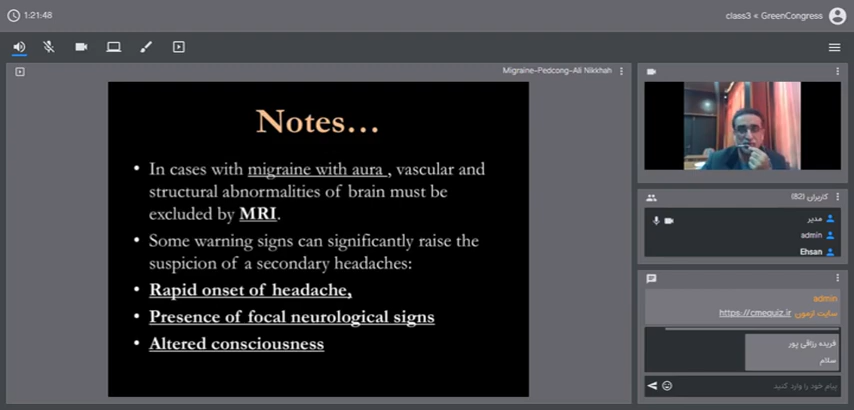 1:21:48
class3 < GreenCongress
Migraine-Pedcong-Ali Nikkhah
Notes…
• In cases with migraine with aura , vascular and
structural abnormalities of brain must be
excluded by MRI.
• Some warning signs can significantly raise the
suspicion of a secondary headaches:
• Rapid onset of headache,
• Presence of focal neurological signs
• Altered consciousness
کاربران (82)
مدیر
admin
Ehsan
admin
سایت ازمون https://cmequiz.ir
فریده رزاقی پور
سلام
پیام خود را وارد کنید